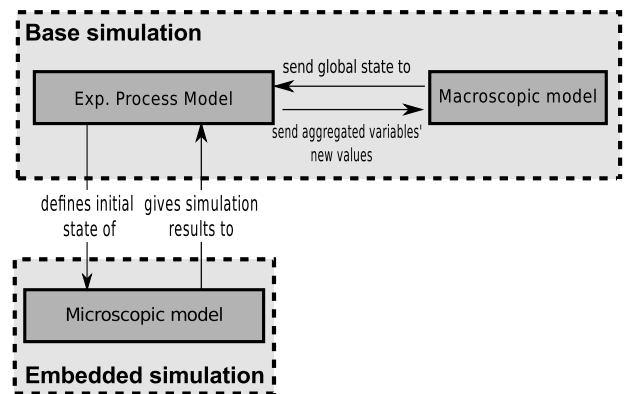 Base simulation
send global state to
Exp. Process Model
Macroscopic model
send aggregated variables'
new values
defines initial
state of
gives simulation
results to
Microscopic model
Embedded simulation